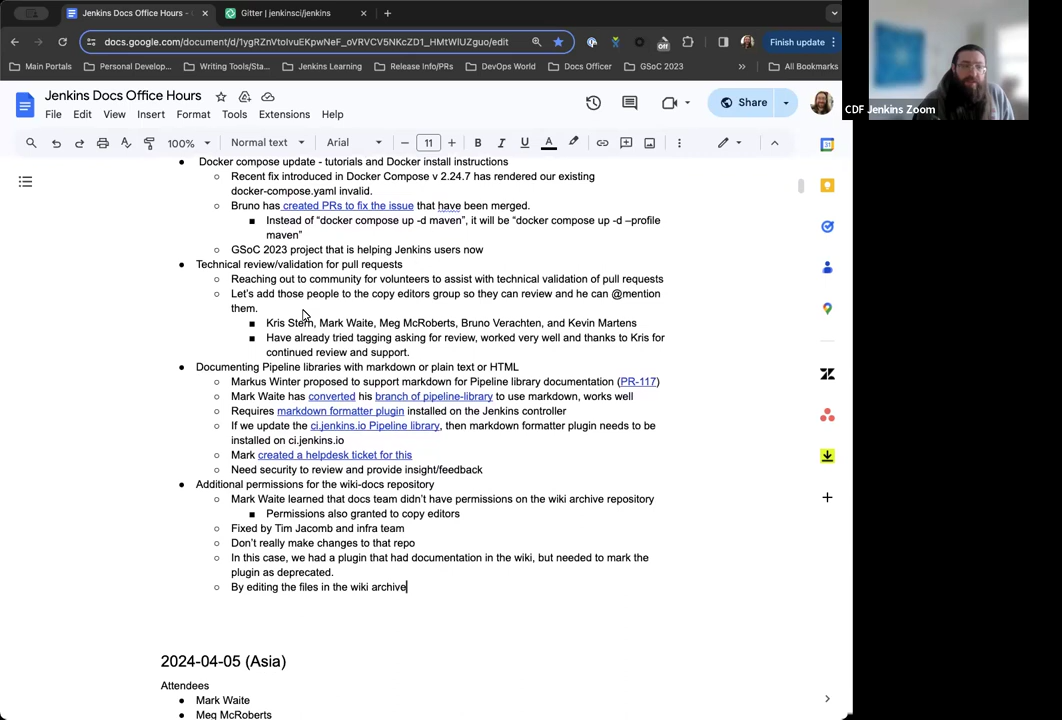 Jenkins Docs Office Hours -
Gitter | jenkinsci/jenkins
docs.google.com/document/d/1ygRZnVtoIvuEKpwNeF_oVRVCV5NKcZD1_HMtWlUZguo/edit
Off
Finish update
Main Portals
Personal Develop...
Writing Tools/Sta...
Jenkins Learning
Release Info/PRs
DevOps World
Docs Officer
GSoC 2023
»
All Bookmarks
Jenkins Docs Office Hours
File Edit View Insert Format Tools Extensions Help
Share
CDF Jenkins Zoom
100% Normal text Arial 11 B I U A
Docker compose update - tutorials and Docker install instructions
Recent fix introduced in Docker Compose v 2.24.7 has rendered our existing
docker-compose.yaml invalid.
Bruno has created PRs to fix the issue that have been merged.
Instead of “docker compose up -d maven”, it will be “docker compose up -d –profile
maven”
GSoC 2023 project that is helping Jenkins users now
Technical review/validation for pull requests
Reaching out to community for volunteers to assist with technical validation of pull requests
Let’s add those people to the copy editors group so they can review and he can @mention
them.
Kris Stern, Mark Waite, Meg McRoberts, Bruno Verachten, and Kevin Martens
Have already tried tagging asking for review, worked very well and thanks to Kris for
continued review and support.
Documenting Pipeline libraries with markdown or plain text or HTML
Markus Winter proposed to support markdown for Pipeline library documentation (PR-117)
Mark Waite has converted his branch of pipeline-library to use markdown, works well
Requires markdown formatter plugin installed on the Jenkins controller
If we update the ci.jenkins.io Pipeline library, then markdown formatter plugin needs to be
installed on ci.jenkins.io
Mark created a helpdesk ticket for this
Need security to review and provide insight/feedback
Additional permissions for the wiki-docs repository
Mark Waite learned that docs team didn’t have permissions on the wiki archive repository
Permissions also granted to copy editors
Fixed by Tim Jacomb and infra team
Don’t really make changes to that repo
In this case, we had a plugin that had documentation in the wiki, but needed to mark the
plugin as deprecated.
By editing the files in the wiki archive
2024-04-05 (Asia)
Attendees
Mark Waite
Meg McRoberts